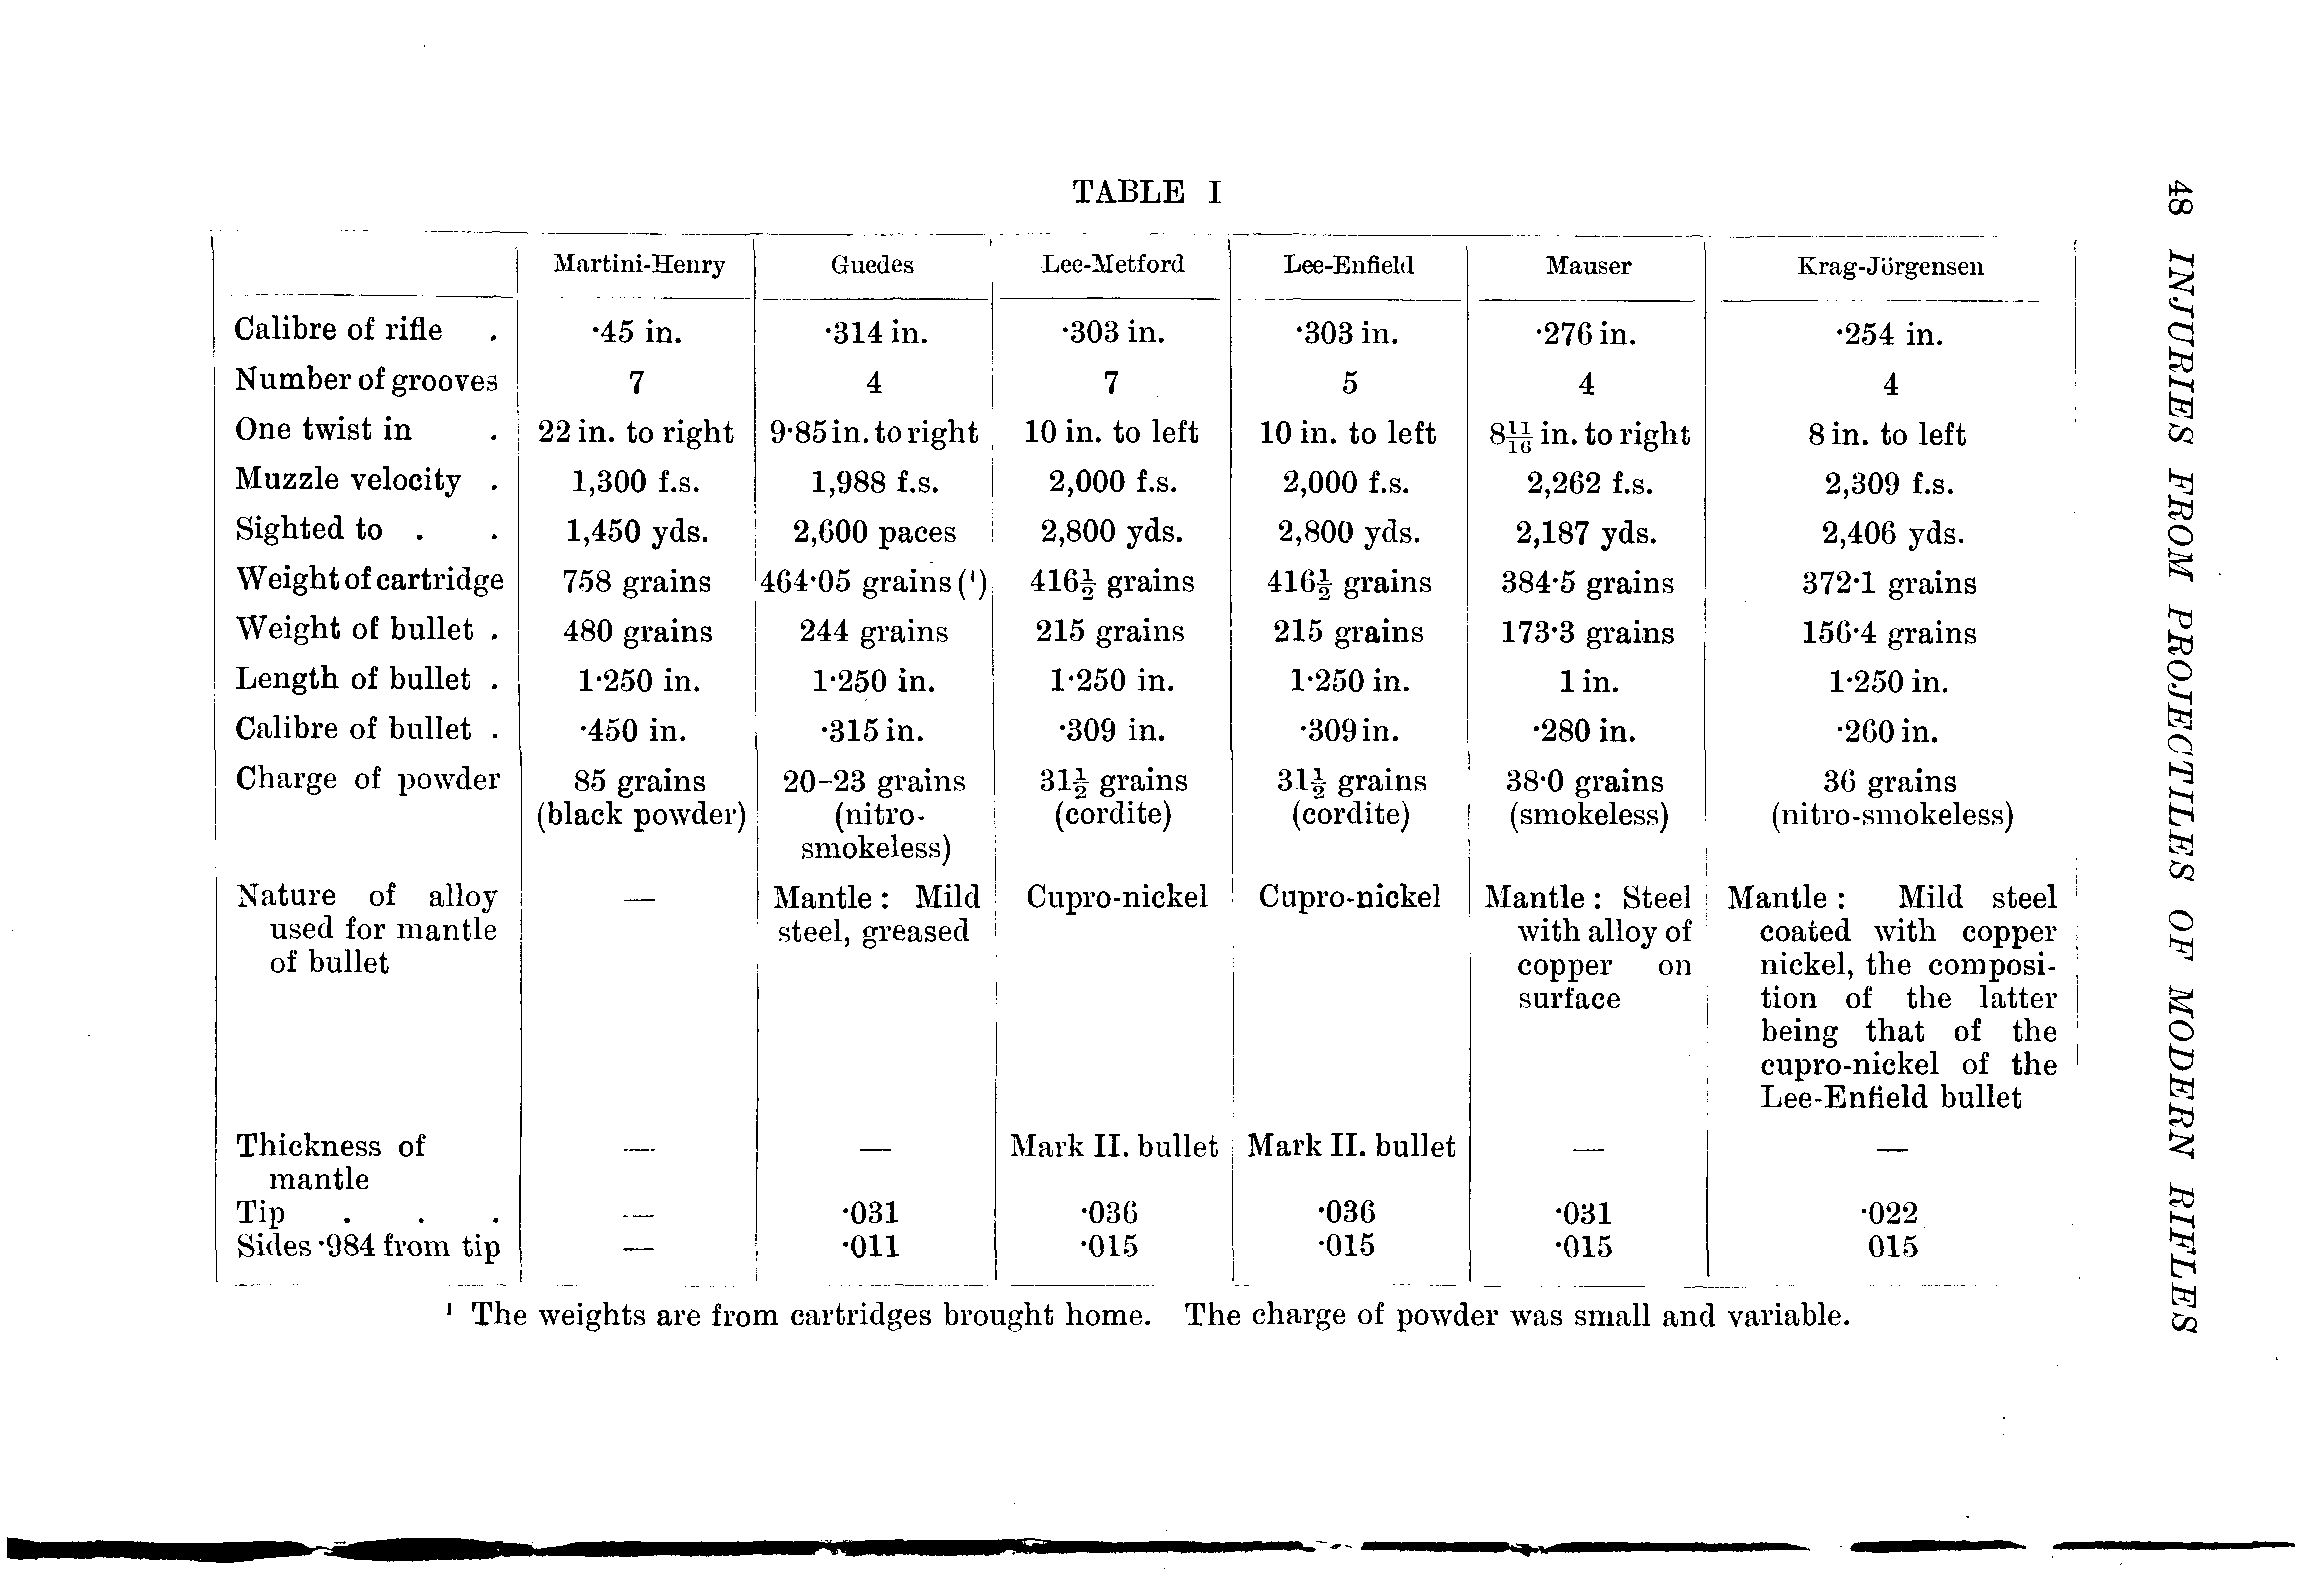 48 INJURIES FROM PROJECTILES OF MODERN RIFLES
TABLE I
Martini-Henry Guedes Lee-Metford Lee-Enfield Mauser Krag-Jörgensen
Calibre of rifle . ·45 in. ·314 in. ·303 in. ·303 in. ·276 in. ·254 in.
Number of grooves 7 4 7 5 4 4
One twist in . 22 in. to right 9·85 in. to right 10 in. to left 10 in. to left 8 11/16 in. to right 8 in. to left
Muzzle velocity . 1,300 f.s. 1,988 f.s. 2,000 f.s. 2,000 f.s. 2,262 f.s. 2,309 f.s.
Sighted to . . 1,450 yds. 2,600 paces 2,800 yds. 2,800 yds. 2,187 yds. 2,406 yds.
Weight of cartridge 758 grains 464·05 grains (¹) 416½ grains 416½ grains 384·5 grains 372·1 grains
Weight of bullet . 480 grains 244 grains 215 grains 215 grains 173·3 grains 156·4 grains
Length of bullet . 1·250 in. 1·250 in. 1·250 in. 1·250 in. 1 in. 1·250 in.
Calibre of bullet . ·450 in. ·315 in. ·309 in. ·309 in. ·280 in. ·260 in.
Charge of powder 85 grains 20-23 grains 31½ grains 31½ grains 38·0 grains 36 grains
(black powder) (nitro- (cordite) (cordite) (smokeless) (nitro-smokeless)
smokeless)
Nature of alloy — Mantle : Mild Cupro-nickel Cupro-nickel Mantle : Steel Mantle : Mild steel
used for mantle steel, greased with alloy of coated with copper
of bullet copper on nickel, the composi-
surface tion of the latter
being that of the
cupro-nickel of the
Lee-Enfield bullet
Thickness of — — Mark II. bullet Mark II. bullet — —
mantle
Tip . . . — ·031 ·036 ·036 ·031 ·022
Sides ·984 from tip — ·011 ·015 ·015 ·015 015
¹ The weights are from cartridges brought home. The charge of powder was small and variable.